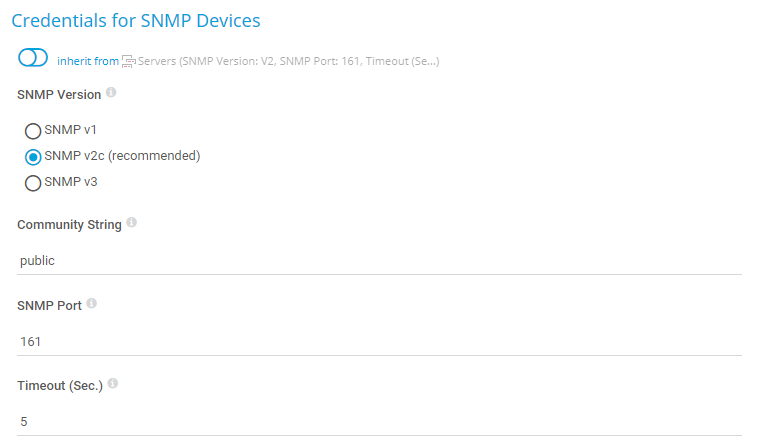 Credentials for SNMP Devices
inherit from Servers (SNMP Version: V2, SNMP Port: 161, Timeout (Se...)
SNMP Version
SNMP v1
SNMP v2c (recommended)
SNMP v3
Community String
public
SNMP Port
161
Timeout (Sec.)
5